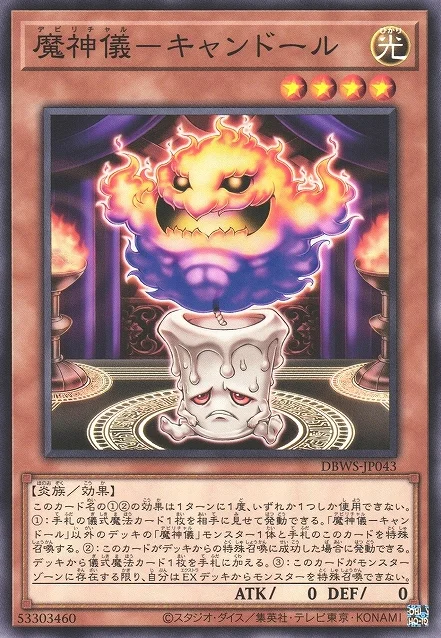 デビリチャル
魔神儀－キャンドール
ひかり
光
DBWS-JP043
【炎族／効果】
このカード名の①②の効果は１ターンに１度、いずれか１つしか使用できない。
①：手札の儀式魔法カード１枚を相手に見せて発動できる。「魔神儀－キャン
ドール」以外のデッキの「魔神儀」モンスター１体と手札のこのカードを特殊
召喚する。②：このカードがデッキからの特殊召喚に成功した場合に発動できる。
デッキから儀式魔法カード１枚を手札に加える。③：このカードがモンスター
ゾーンに存在する限り、自分はEXデッキからモンスターを特殊召喚できない。
ATK／ 0 DEF／ 0
53303460
©スタジオ・ダイス／集英社・テレビ東京・KONAMI